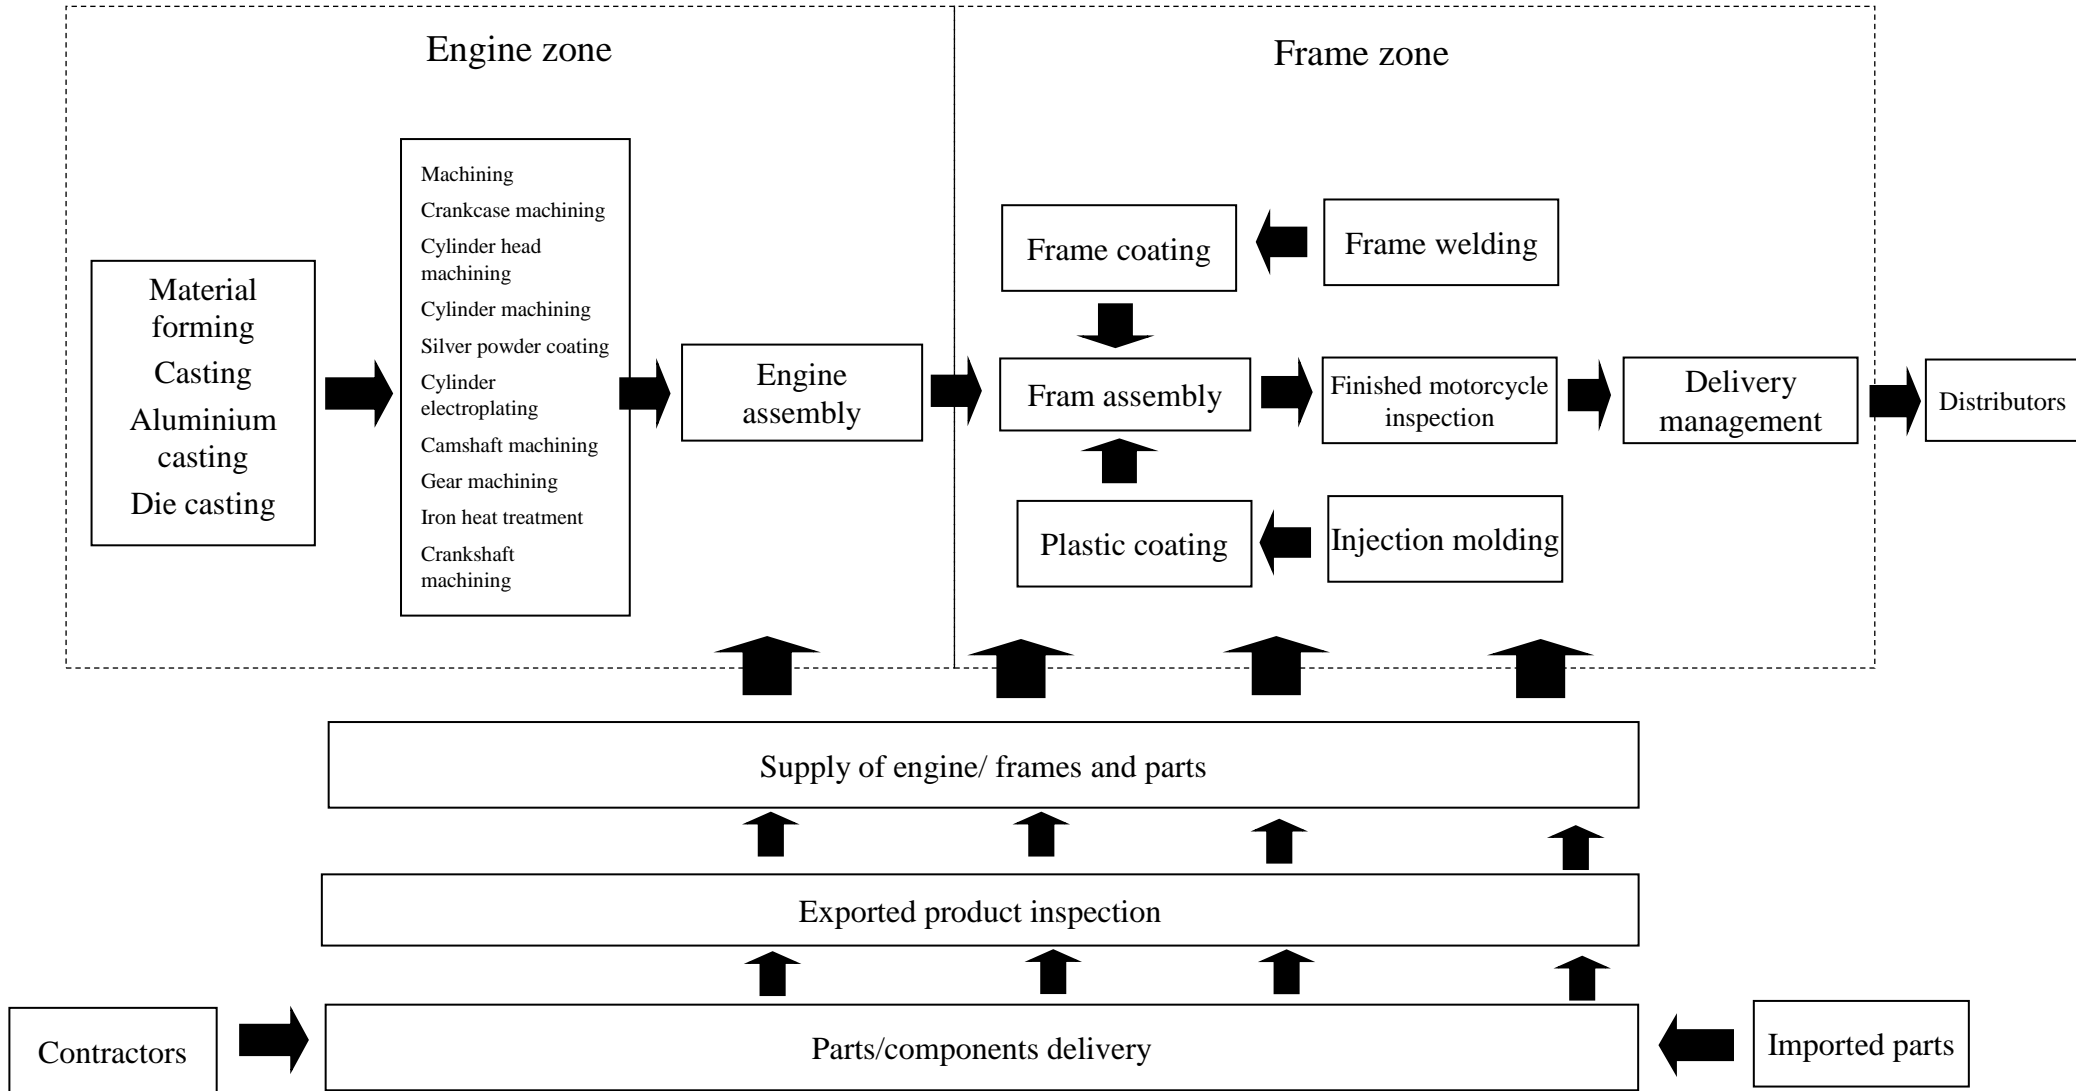 Engine zone
Frame zone
Material
forming
Casting
Aluminium
casting
Die casting
Machining
Crankcase machining
Cylinder head
machining
Cylinder machining
Silver powder coating
Cylinder
electroplating
Camshaft machining
Gear machining
Iron heat treatment
Crankshaft
machining
Engine
assembly
Frame coating
Frame welding
Fram assembly
Finished motorcycle
inspection
Delivery
management
Distributors
Plastic coating
Injection molding
Supply of engine/ frames and parts
Exported product inspection
Contractors
Parts/components delivery
Imported parts